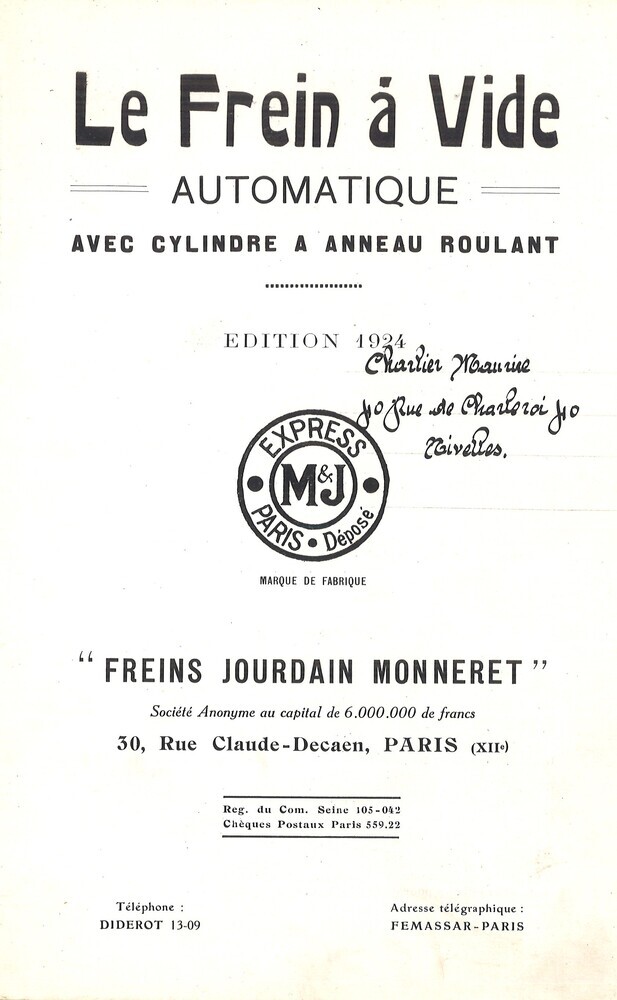 Le Frein à Vide
AUTOMATIQUE
AVEC CYLINDRE A ANNEAU ROULANT
EDITION 1924
Charlier Maurice
40 Rue de Charleroi 40
Nivelles.
EXPRESS
M&J
PARIS • Déposé
MARQUE DE FABRIQUE
“ FREINS JOURDAIN MONNERET ”
Société Anonyme au capital de 6.000.000 de francs
30, Rue Claude-Decaen, PARIS (XIIe)
Reg. du Com. Seine 105-042
Chèques Postaux Paris 559.22
Téléphone :
DIDEROT 13-09
Adresse télégraphique :
FEMASSAR-PARIS